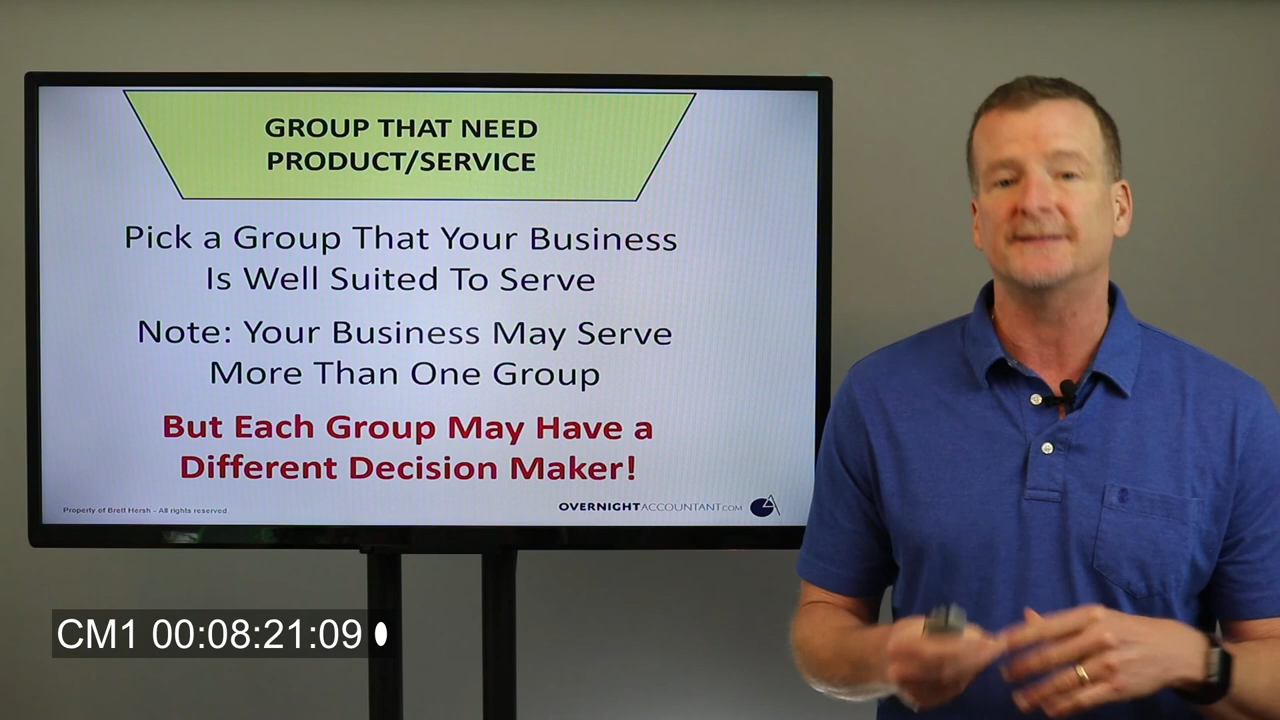 GROUP THAT NEED
PRODUCT/SERVICE
Pick a Group That Your Business
Is Well Suited To Serve
Note: Your Business May Serve
More Than One Group
But Each Group May Have a
Different Decision Maker!
Property of Brett Hersh - All rights reserved.
OVERNIGHTACCOUNTANT.COM
CM1 00:08:21:09